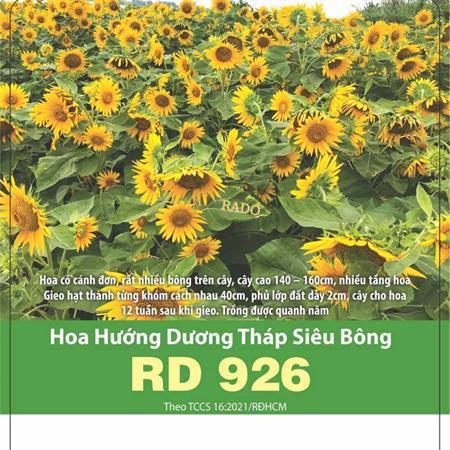 RADO
Hoa có cánh đơn, rất nhiều bông trên cây, cây cao 140 – 160cm, nhiều tầng hoa
Gieo hạt thành từng khóm cách nhau 40cm, phủ lớp đất dày 2cm, cây cho hoa
12 tuần sau khi gieo. Trồng được quanh năm
Hoa Hướng Dương Tháp Siêu Bông
RD 926
Theo TCCS 16:2021/RĐHCM